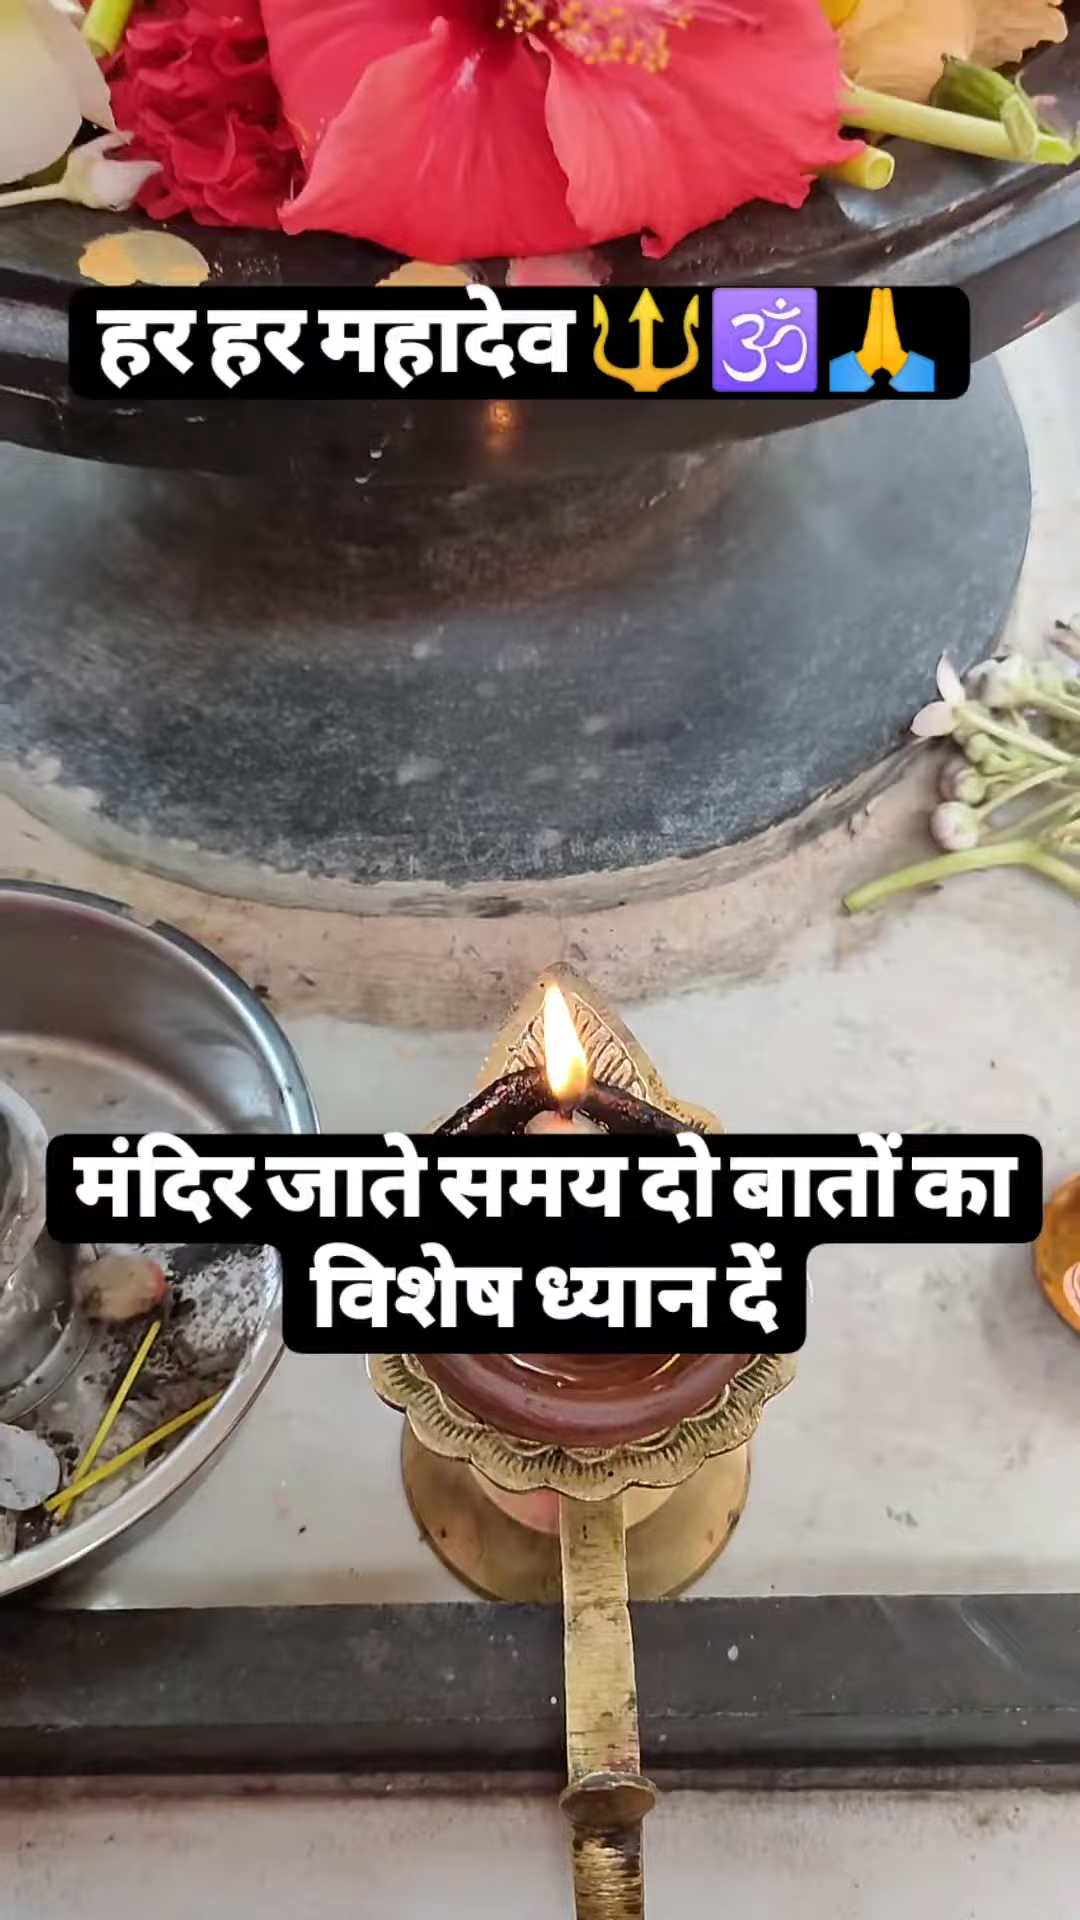 हर हर महादेव 🔱🕉️🙏
मंदिर जाते समय दो बातों का
विशेष ध्यान दें